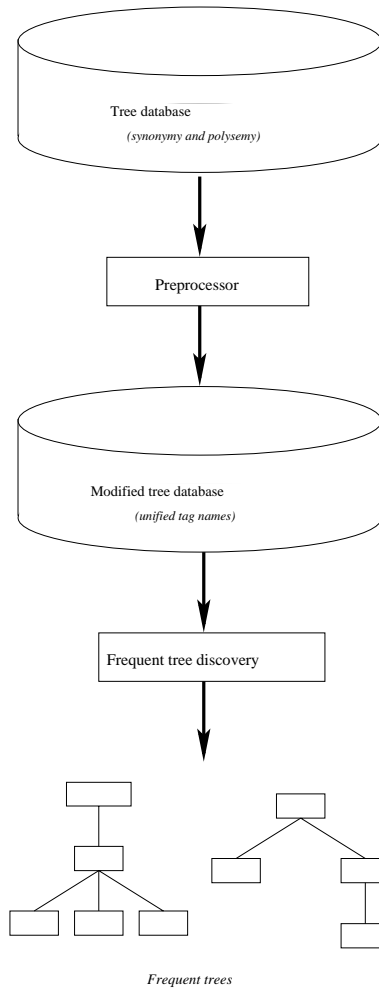 Tree database
(synonymy and polysemy)
Preprocessor
Modified tree database
(unified tag names)
Frequent tree discovery
Frequent trees